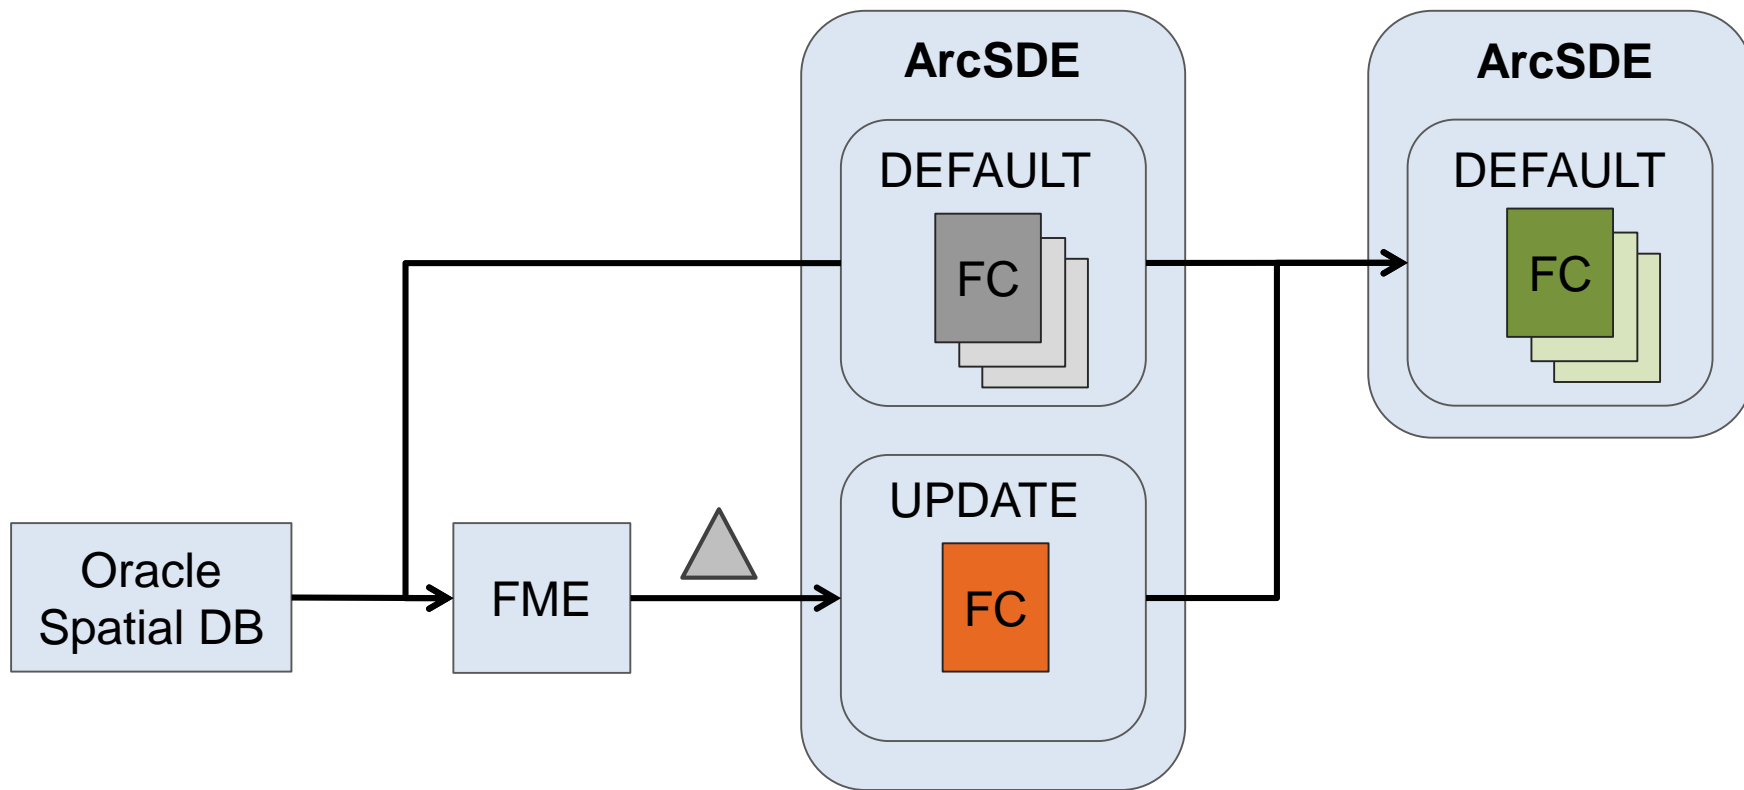 ArcSDE
ArcSDE
DEFAULT
DEFAULT
FC
FC
UPDATE
Oracle
Spatial DB
FME
FC